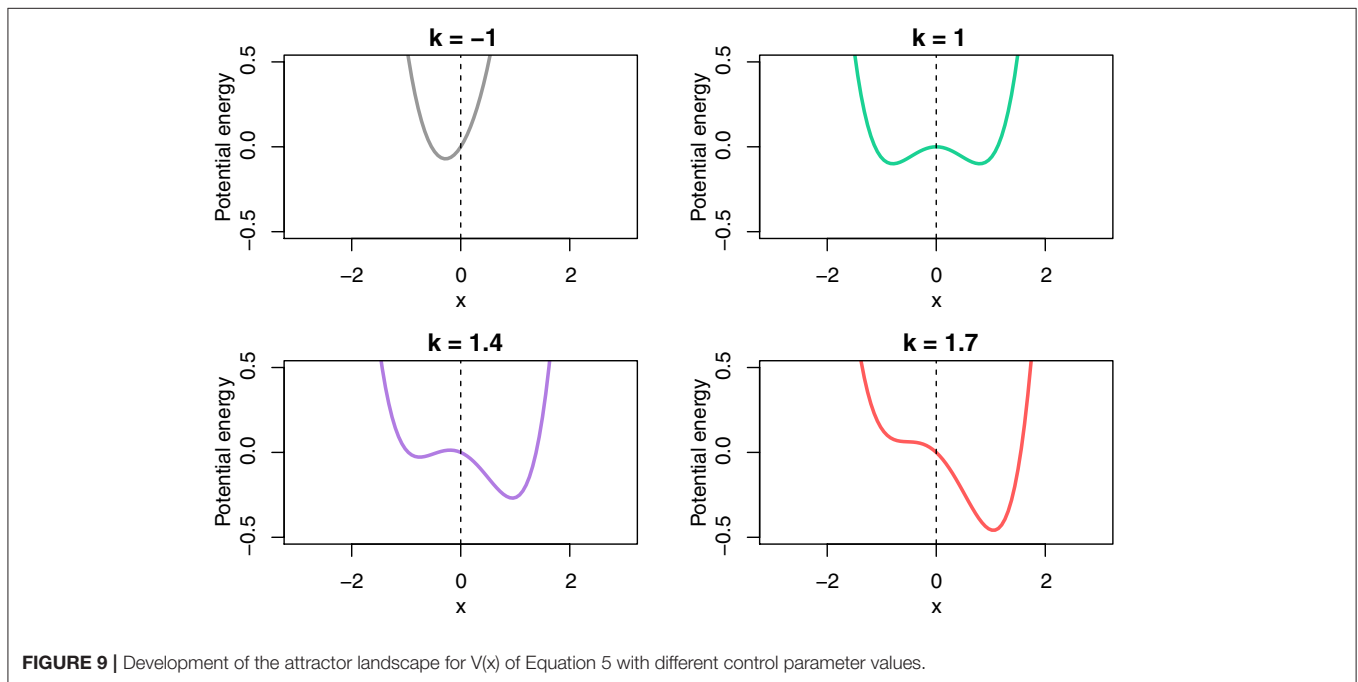 k = −1
k = 1
Potential energy
0.5
0.0
−0.5
−2
0
2
x
Potential energy
0.5
0.0
−0.5
−2
0
2
x
k = 1.4
k = 1.7
Potential energy
0.5
0.0
−0.5
−2
0
2
x
Potential energy
0.5
0.0
−0.5
−2
0
2
x
FIGURE 9 | Development of the attractor landscape for V(x) of Equation 5 with different control parameter values.